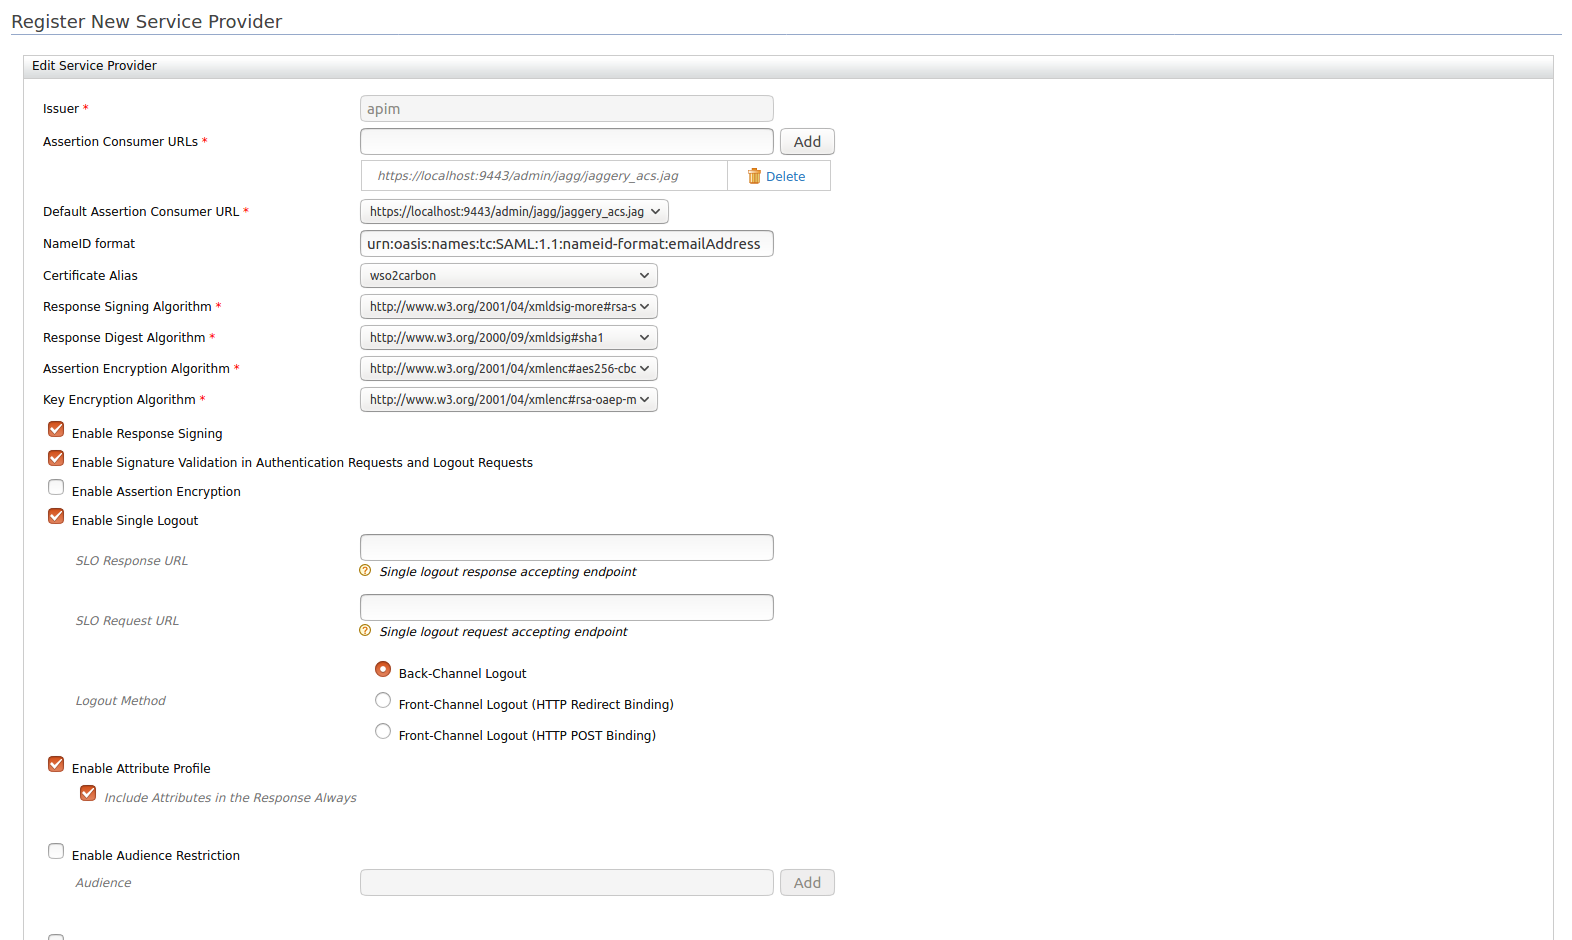 Register New Service Provider
Edit Service Provider
Issuer * apim
Assertion Consumer URLs * Add
https://localhost:9443/admin/jagg/jaggery_acs.jag Delete
Default Assertion Consumer URL * https://localhost:9443/admin/jagg/jaggery_acs.jag
NameID format urn:oasis:names:tc:SAML:1.1:nameid-format:emailAddress
Certificate Alias wso2carbon
Response Signing Algorithm * http://www.w3.org/2001/04/xmldsig-more#rsa-s
Response Digest Algorithm * http://www.w3.org/2000/09/xmldsig#sha1
Assertion Encryption Algorithm * http://www.w3.org/2001/04/xmlenc#aes256-cbc
Key Encryption Algorithm * http://www.w3.org/2001/04/xmlenc#rsa-oaep-m
Enable Response Signing
Enable Signature Validation in Authentication Requests and Logout Requests
Enable Assertion Encryption
Enable Single Logout
SLO Response URL
? Single logout response accepting endpoint
SLO Request URL
? Single logout request accepting endpoint
Back-Channel Logout
Logout Method Front-Channel Logout (HTTP Redirect Binding)
Front-Channel Logout (HTTP POST Binding)
Enable Attribute Profile
Include Attributes in the Response Always
Enable Audience Restriction
Audience Add